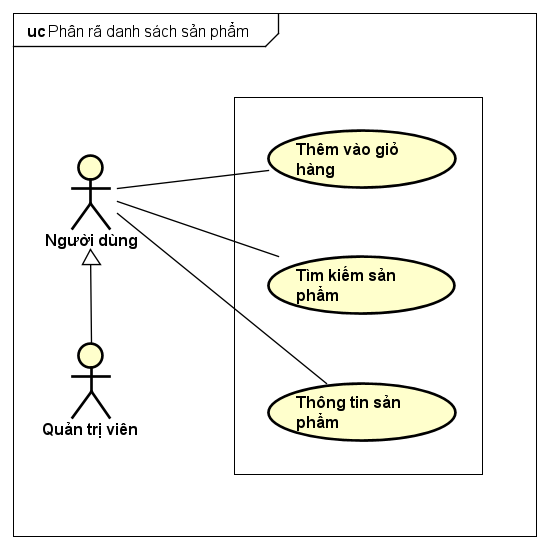 uc Phân rã danh sách sản phẩm
Thêm vào giỏ
hàng
Người dùng
Tìm kiếm sản
phẩm
Quản trị viên
Thông tin sản
phẩm